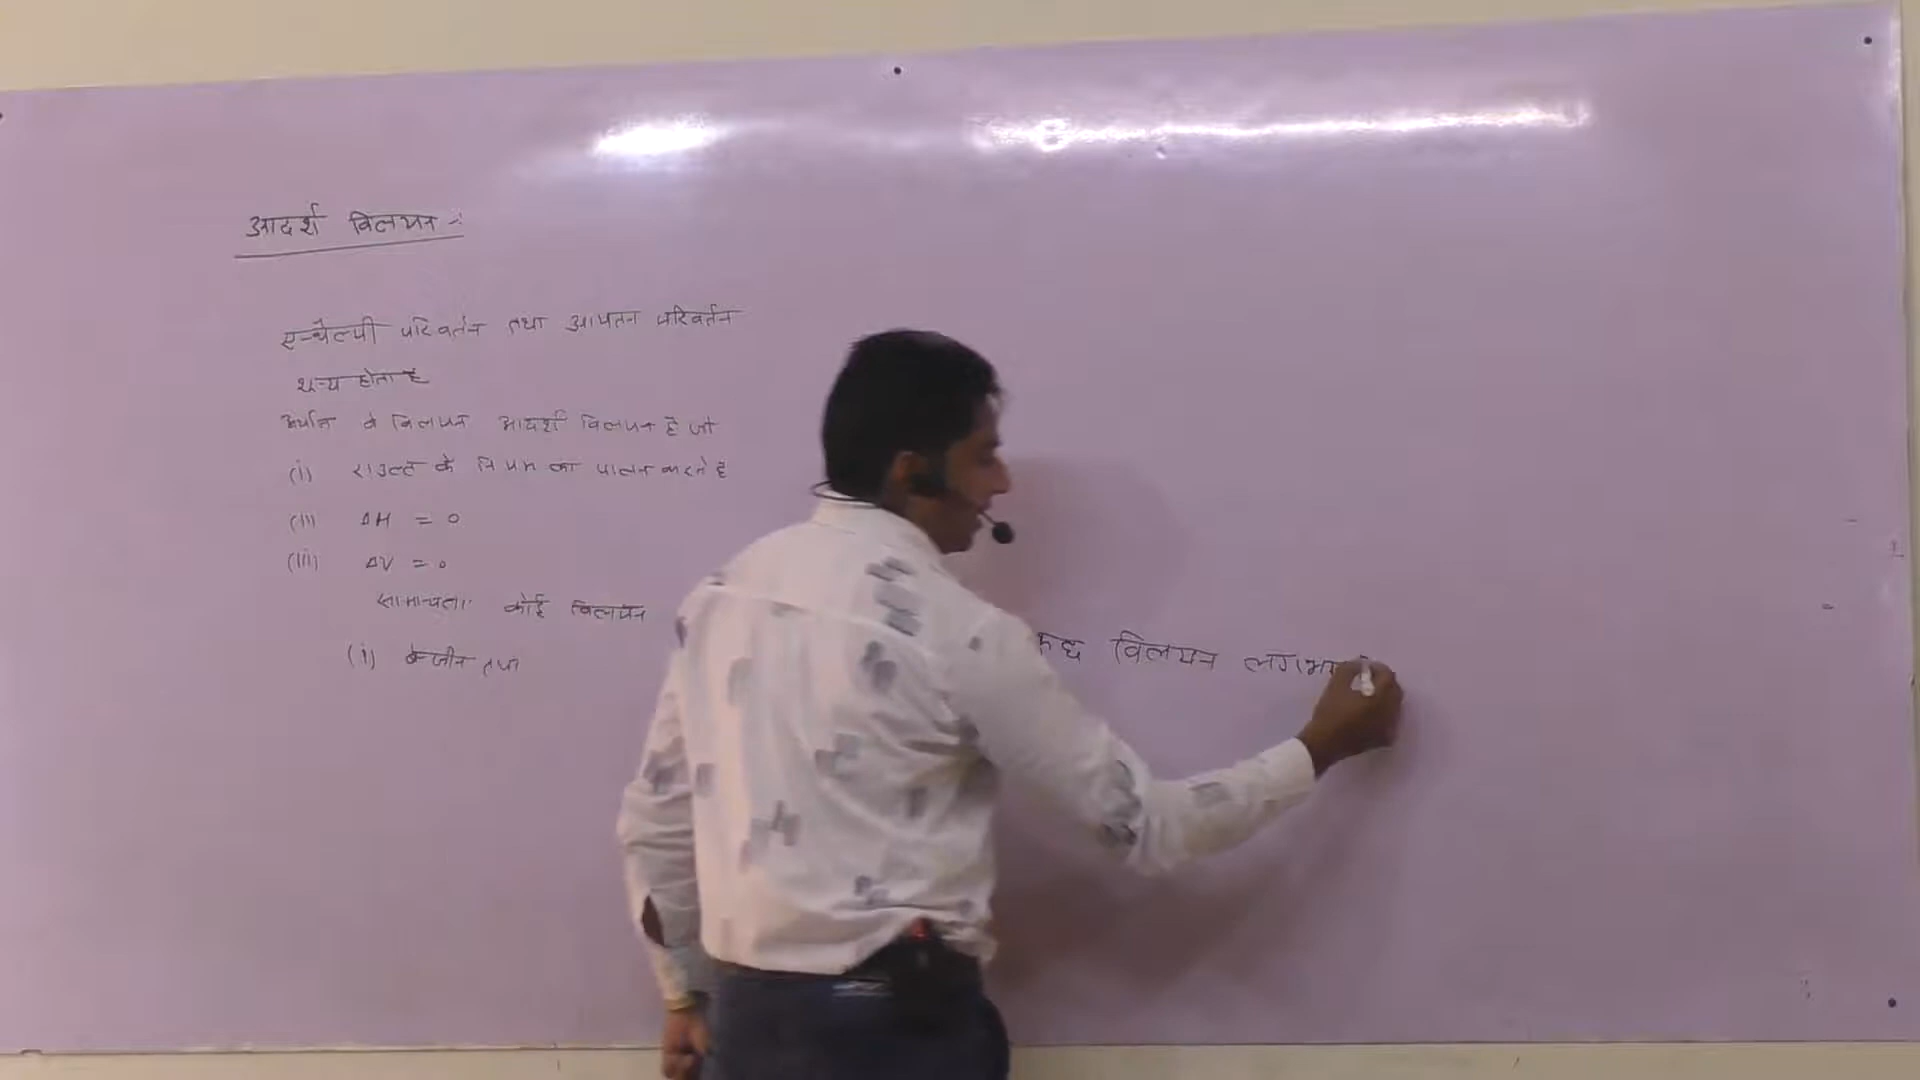 आदर्श विलयन :-
एन्थैल्पी परिवर्तन तथा आयतन परिवर्तन
शून्य होता है
अर्थात वे विलयन आदर्श विलयन है जो
(i) राउल्ट के नियम का पालन करते है
(ii) ΔH = 0
(iii) ΔV = 0
सामान्यतः कोई विलयन
कुछ विलयन लगभग
(i) बेन्जीन तथा